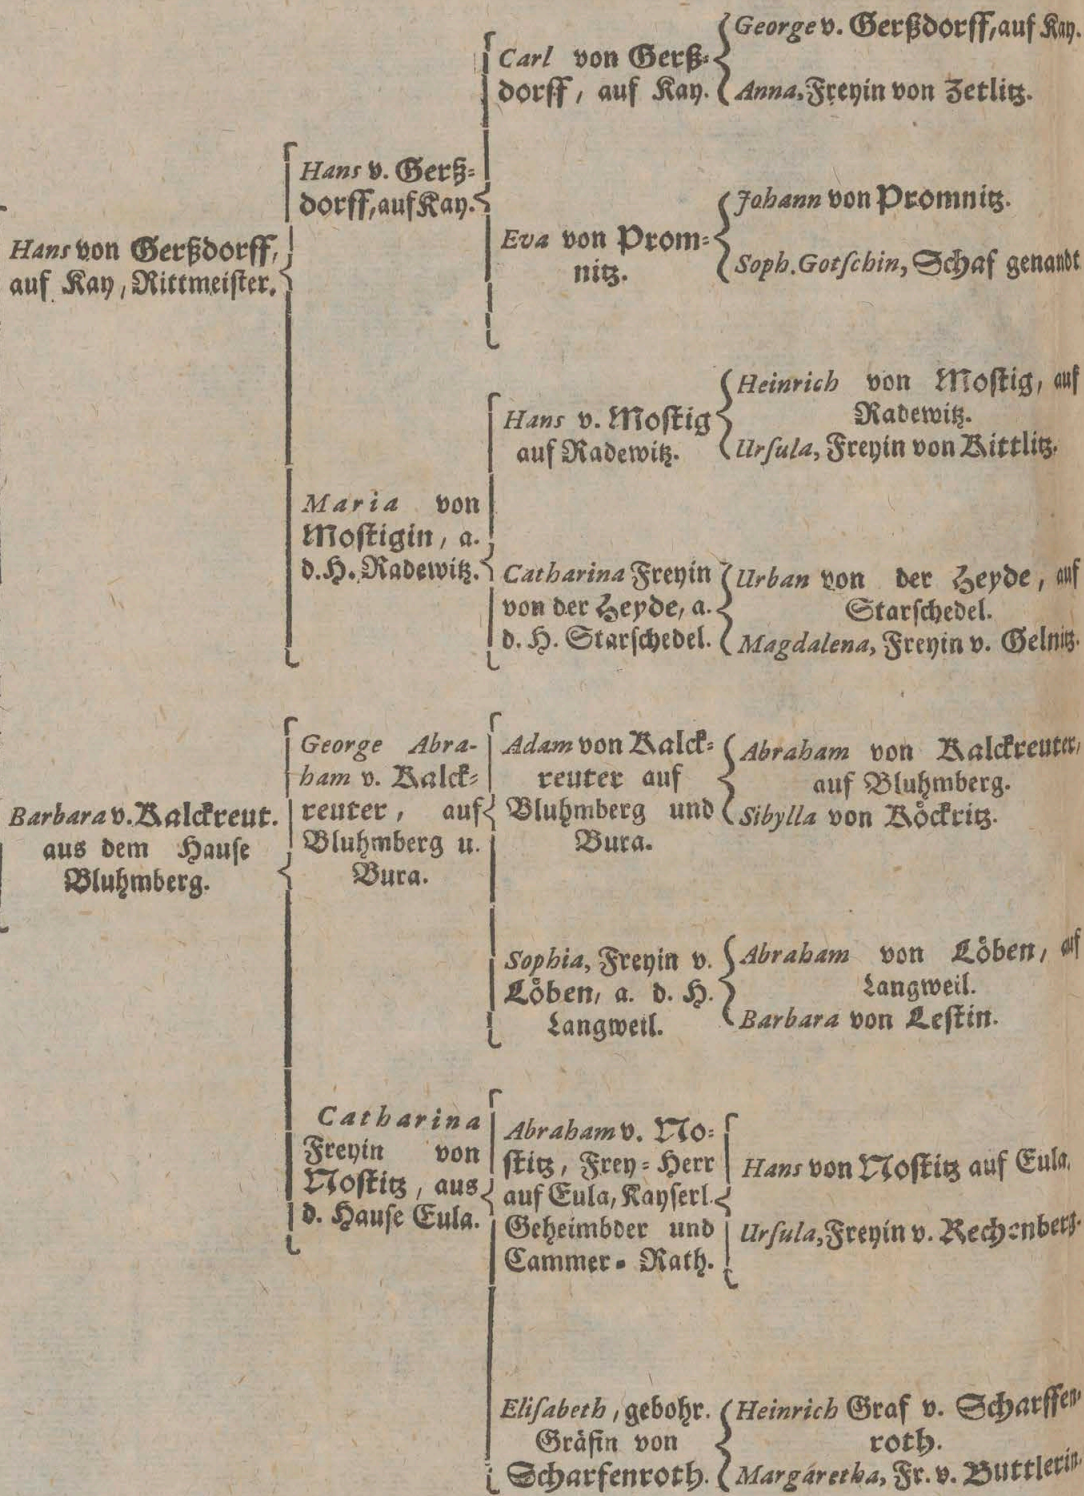 Hans von Gerßdorff,
auf Kay, Rittmeiſter.
Barbara v. Kalckreut.
aus dem Hauſe
Bluhmberg.
Hans v. Gerß-
dorff, auf Kay.
Maria von
Moſtigin, a.
d. H. Radewitz.
George Abra-
ham v. Kalck-
reuter, auf
Bluhmberg u.
Bura.
Catharina
Freyin von
Noſtitz, aus
d. Hauſe Eula.
Carl von Gerß-
dorff, auf Kay.
Eva von Prom-
nitz.
Hans v. Moſtig
auf Radewitz.
Catharina Freyin
von der Heyde, a.
d. H. Starſchedel.
Adam von Kalck-
reuter auf
Bluhmberg und
Bura.
Sophia, Freyin v.
Löben, a. d. H.
Langweil.
Abraham v. No-
ſtitz, Frey-Herr
auf Eula, Kayſerl.
Geheimbder und
Cammer-Rath.
Eliſabeth, gebohr.
Gräfin von
Scharfenroth.
George v. Gerßdorff, auf Kay.
Anna, Freyin von Zetlitz.
Johann von Promnitz.
Soph. Gotſchin, Schaf genandt
Heinrich von Moſtig, auf
Radewitz.
Urſula, Freyin von Kittlitz.
Urban von der Heyde, auf
Starſchedel.
Magdalena, Freyin v. Gelnitz.
Abraham von Kalckreuter,
auf Bluhmberg.
Sibylla von Köckritz.
Abraham von Löben, auf
Langweil.
Barbara von Leſtin.
Hans von Noſtitz auf Eula.
Urſula, Freyin v. Rechenberg.
Heinrich Graf v. Scharffen-
roth.
Margaretha, Fr. v. Buttlerin.